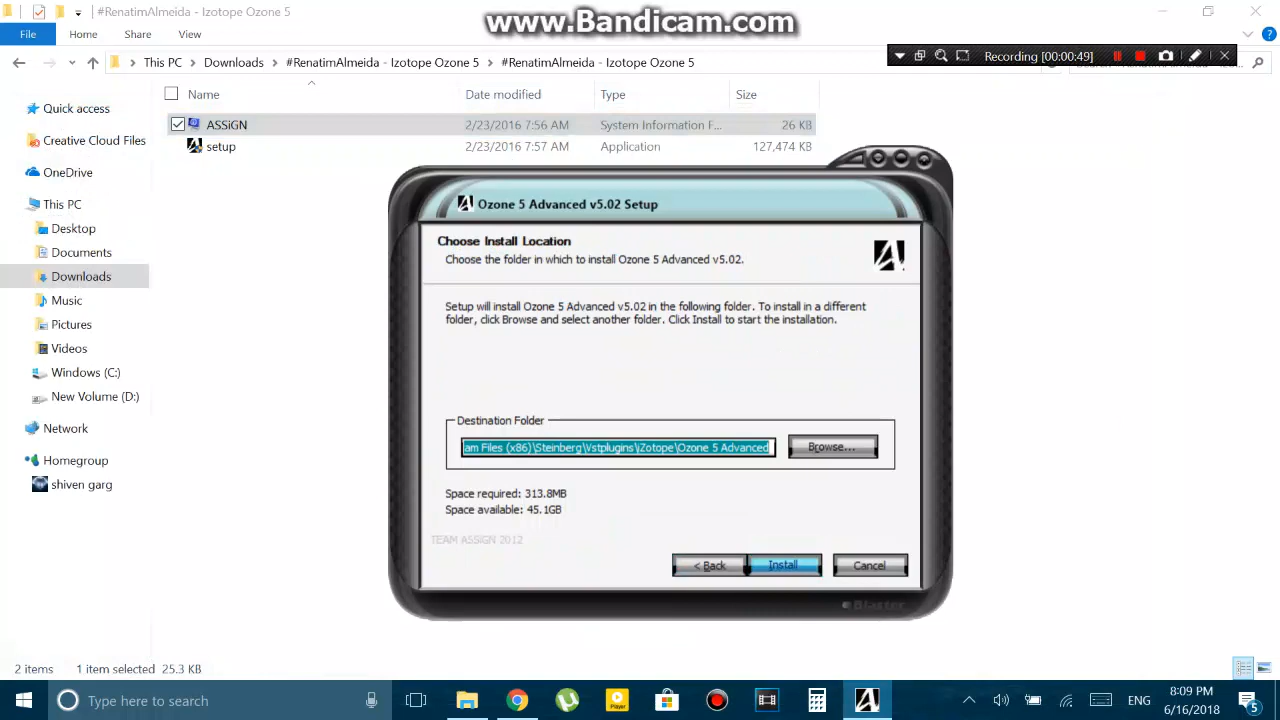 #RenatimAlmeida - Izotope Ozone 5
www.Bandicam.com
File Home Share View
Recording [00:00:49]
This PC Downloads #RenatimAlmeida - Izotope Ozone 5 #RenatimAlmeida - Izotope Ozone 5
Name Date modified Type Size
ASSiGN 2/23/2016 7:56 AM System Information F... 26 KB
setup 2/23/2016 7:57 AM Application 127,474 KB
Quick access
Creative Cloud Files
OneDrive
This PC
Desktop
Documents
Downloads
Music
Pictures
Videos
Windows (C:)
New Volume (D:)
Network
Homegroup
shiven garg
Ozone 5 Advanced v5.02 Setup
Choose Install Location
Choose the folder in which to install Ozone 5 Advanced v5.02.
Setup will install Ozone 5 Advanced v5.02 in the following folder. To install in a different
folder, click Browse and select another folder. Click Install to start the installation.
Destination Folder
am Files (x86)\Steinberg\Vstplugins\iZotope\Ozone 5 Advanced
Browse...
Space required: 313.8MB
Space available: 45.1GB
TEAM ASSiGN 2012
< Back Install Cancel
Blaster
2 items 1 item selected 25.3 KB
Type here to search
Player
ENG
8:09 PM
6/16/2018
5